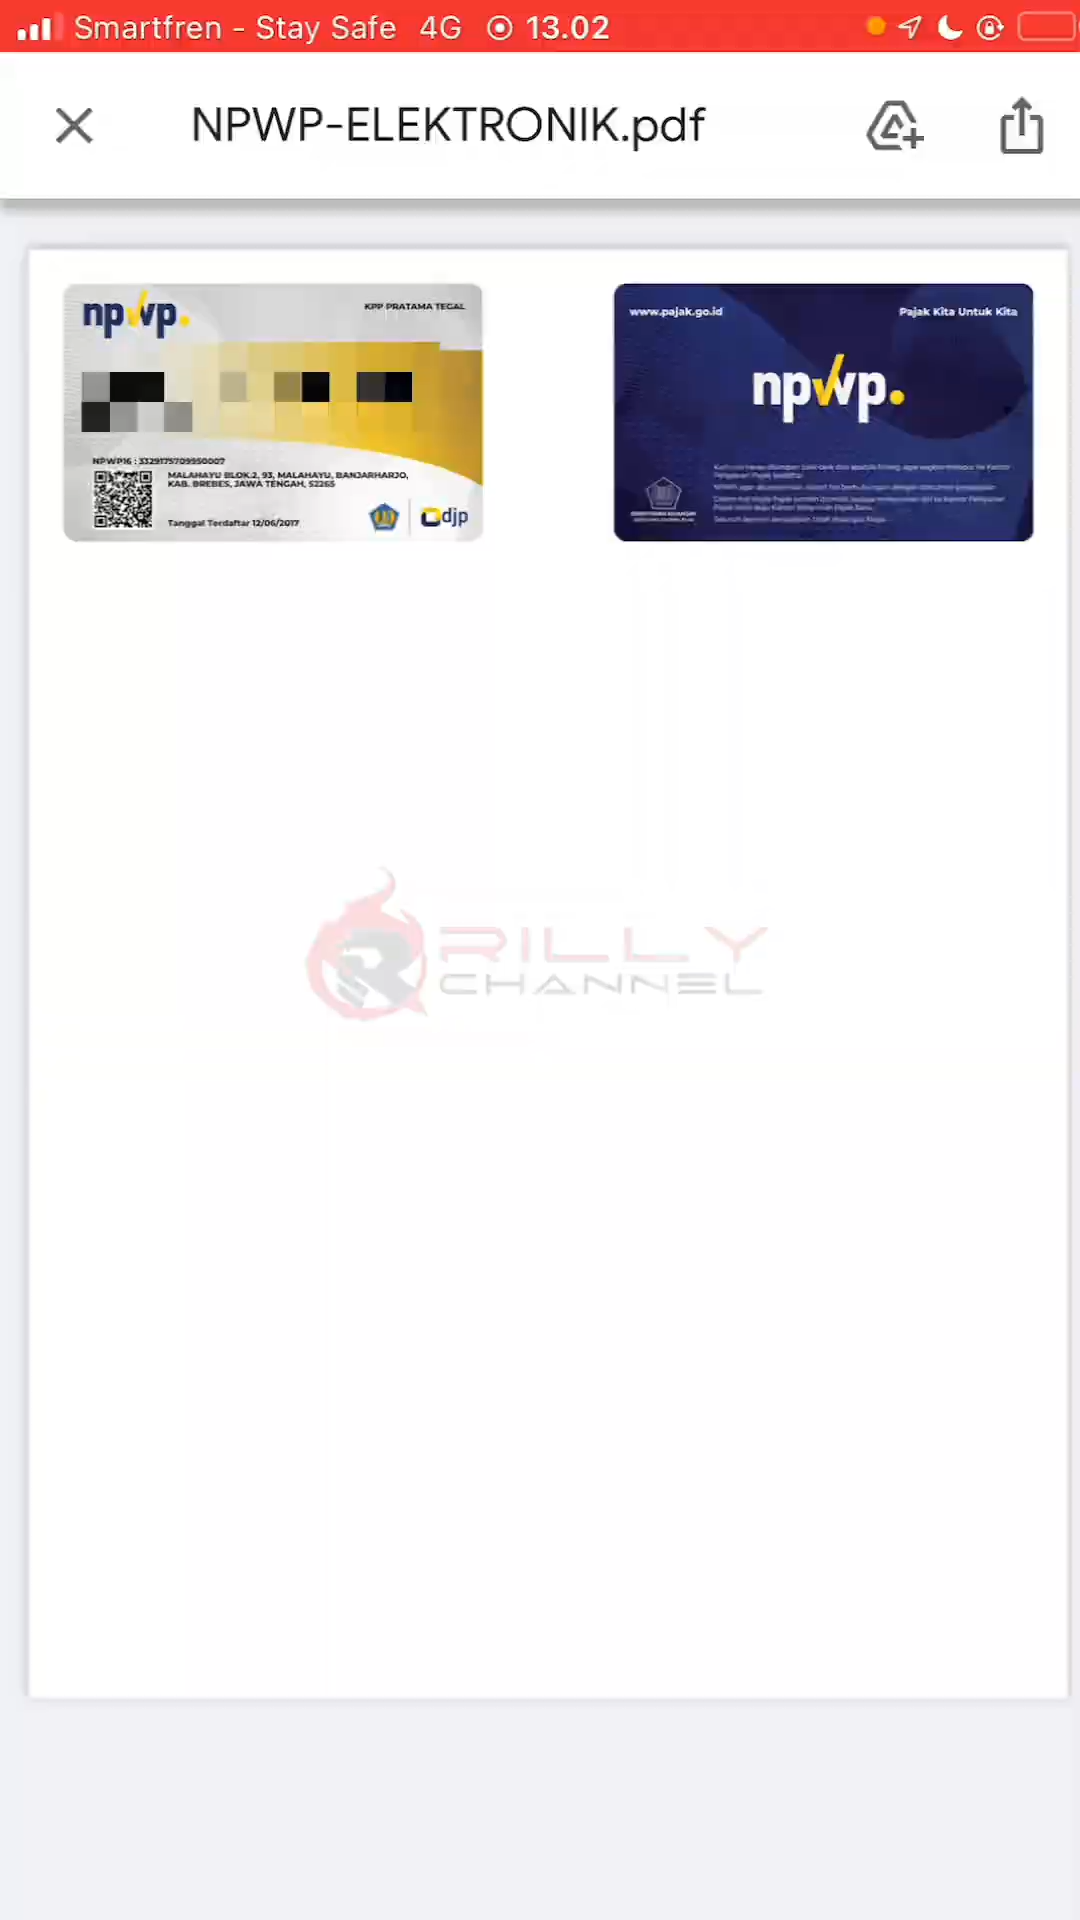 Smartfren - Stay Safe 4G 13.02
NPWP-ELEKTRONIK.pdf
npwp.
KPP PRATAMA TEGAL
NPWP16 : 3329175709950007
MALAHAYU BLOK.2, 93, MALAHAYU, BANJARHARJO,
KAB. BREBES, JAWA TENGAH, 52265
Tanggal Terdaftar 12/06/2017
djp
www.pajak.go.id
Pajak Kita Untuk Kita
npwp.
RILLY
CHANNEL